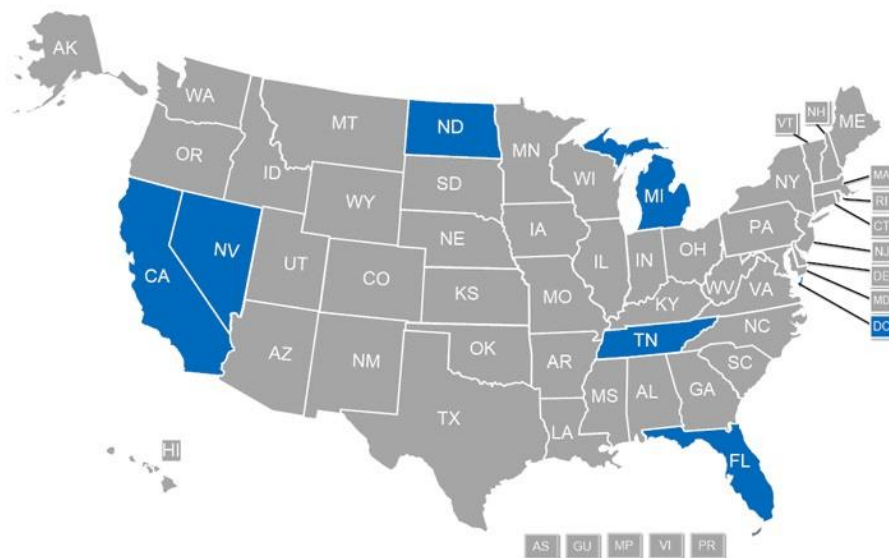 AK
WA
MT
ND
MN
VT
NH
ME
OR
ID
SD
WI
MI
NY
MA
WY
RI
IA
PA
CT
NV
NE
IL
IN
OH
NJ
CA
UT
CO
DE
KS
MO
KY
WV
VA
MD
DC
TN
NC
AZ
NM
OK
AR
SC
MS
AL
GA
TX
LA
HI
FL
AS GU MP VI PR